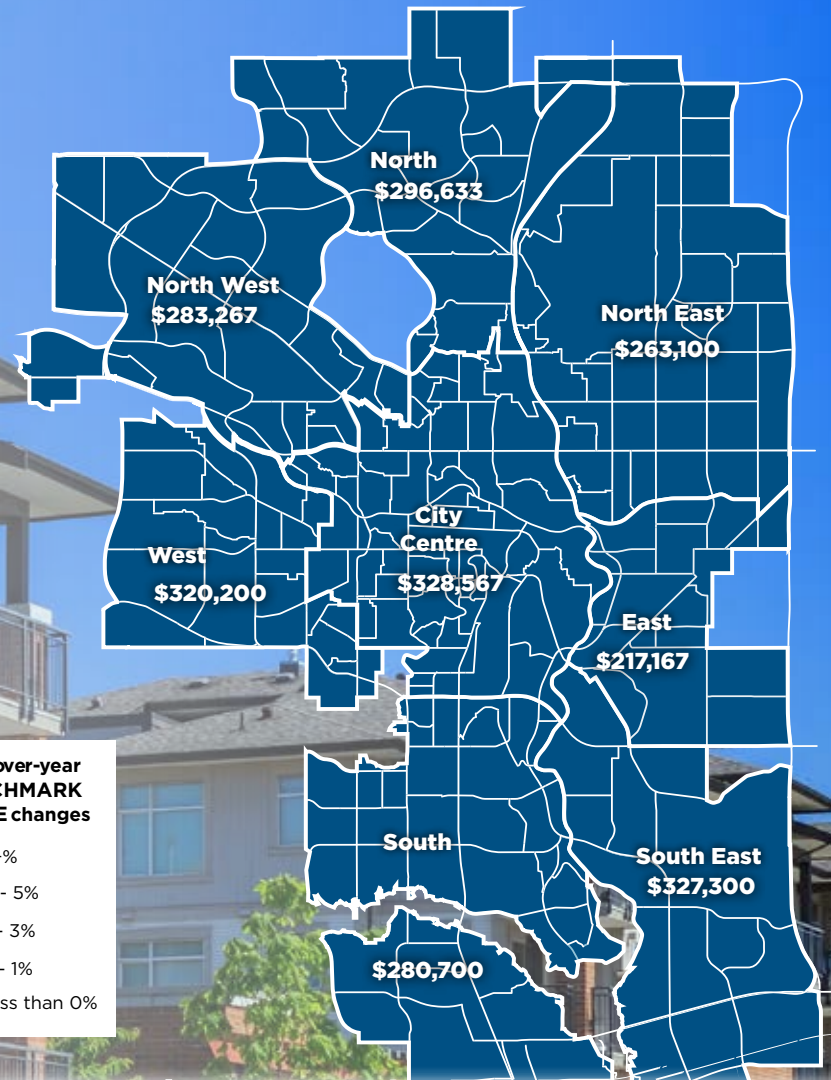 North
$296,633
North West
$283,267
North East
$263,100
City
Centre
$328,567
West
$320,200
East
$217,167
South
$280,700
South East
$327,300
over-year
CHMARK
E changes
%
- 5%
- 3%
- 1%
ss than 0%